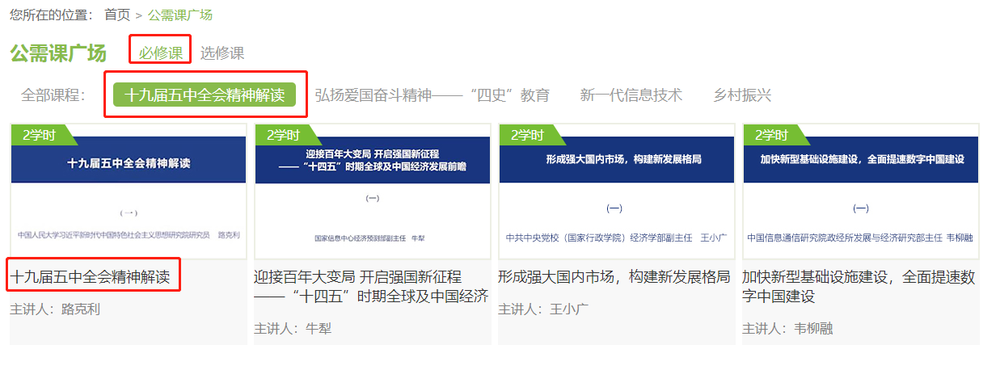 您所在的位置： 首页 > 公需课广场
公需课广场 必修课 选修课
全部课程： 十九届五中全会精神解读 弘扬爱国奋斗精神——“四史”教育 新一代信息技术 乡村振兴
2学时
十九届五中全会精神解读
（一）
中国人民大学习近平新时代中国特色社会主义思想研究院研究员 路克利
十九届五中全会精神解读
主讲人：路克利
2学时
迎接百年大变局 开启强国新征程
——“十四五”时期全球及中国经济发展前瞻
（一）
国家信息中心经济预测部副主任 牛犁
迎接百年大变局 开启强国新征程
——“十四五”时期全球及中国经济
主讲人：牛犁
2学时
形成强大国内市场，构建新发展格局
（一）
中共中央党校（国家行政学院）经济学部副主任 王小广
形成强大国内市场，构建新发展格局
主讲人：王小广
2学时
加快新型基础设施建设，全面提速数字中国建设
（一）
中国信息通信研究院政经所发展与经济研究部主任 韦柳融
加快新型基础设施建设，全面提速数
字中国建设
主讲人：韦柳融